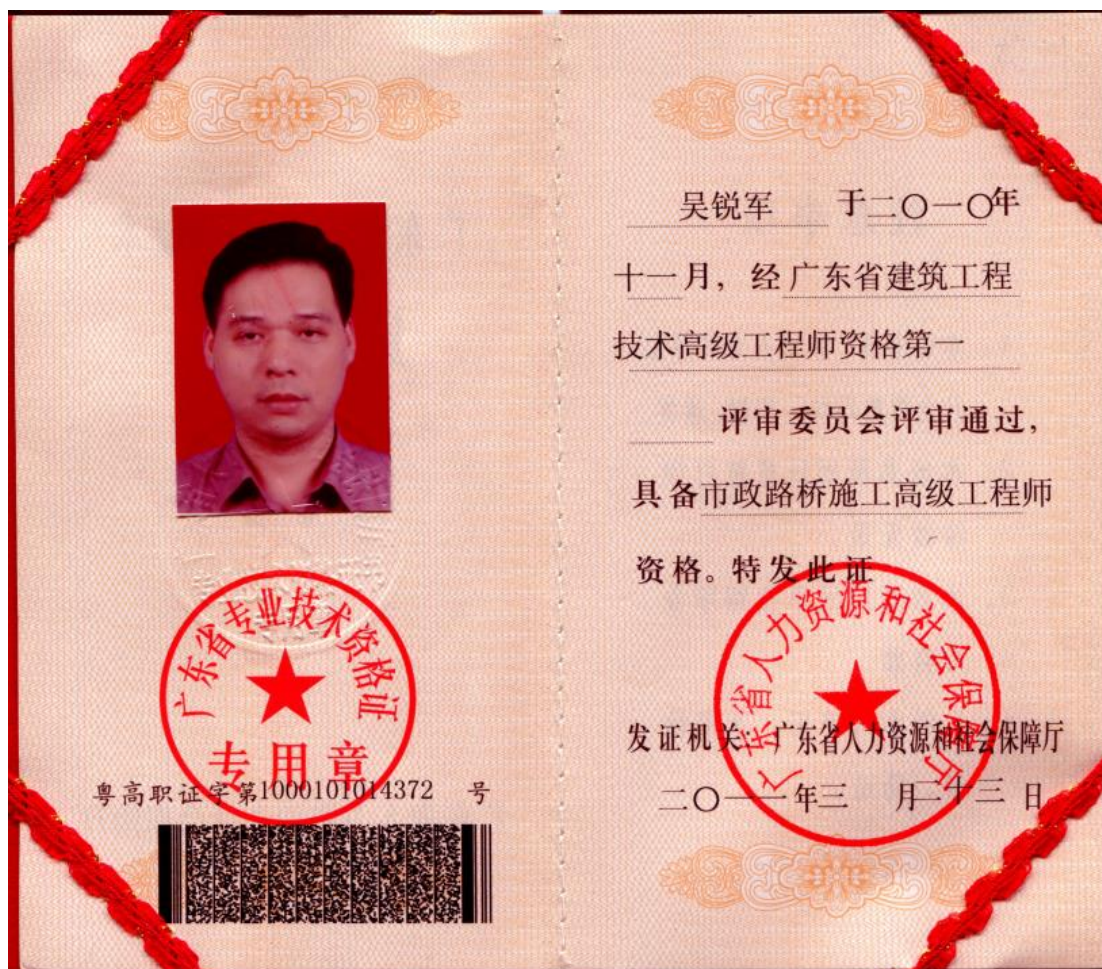 广东省专业技术资格证
专用章
粤高职证字第1000101014372 号
吴锐军 于二〇一〇年
十一月，经广东省建筑工程
技术高级工程师资格第一
评审委员会评审通过，
具备市政路桥施工高级工程师
资格。特发此证
广东省人力资源和社会保障厅
发证机关：广东省人力资源和社会保障厅
二〇一一年三 月二十三 日